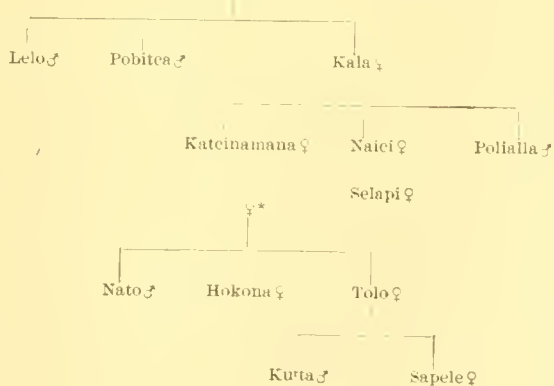 Lelo♂ Pobitca♂ Kala♀
Katcinamana♀ Naici♀ Polialla♂
Selapi♀
♀*
Nato♂ Hokona♀ Tolo♀
Kutta♂ Sapele♀